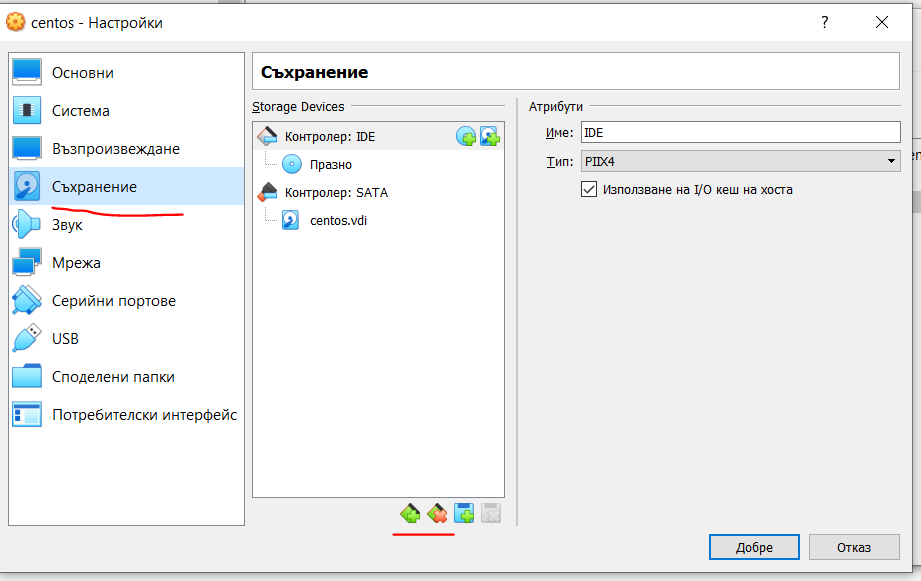 centos - Настройки
Основни
Система
Възпроизвеждане
Съхранение
Звук
Мрежа
Серийни портове
USB
Споделени папки
Потребителски интерфейс
Съхранение
Storage Devices
Контролер: IDE
Празно
Контролер: SATA
centos.vdi
Атрибути
Име: IDE
Тип: PIIX4
Използване на I/O кеш на хоста
Добре
Отказ